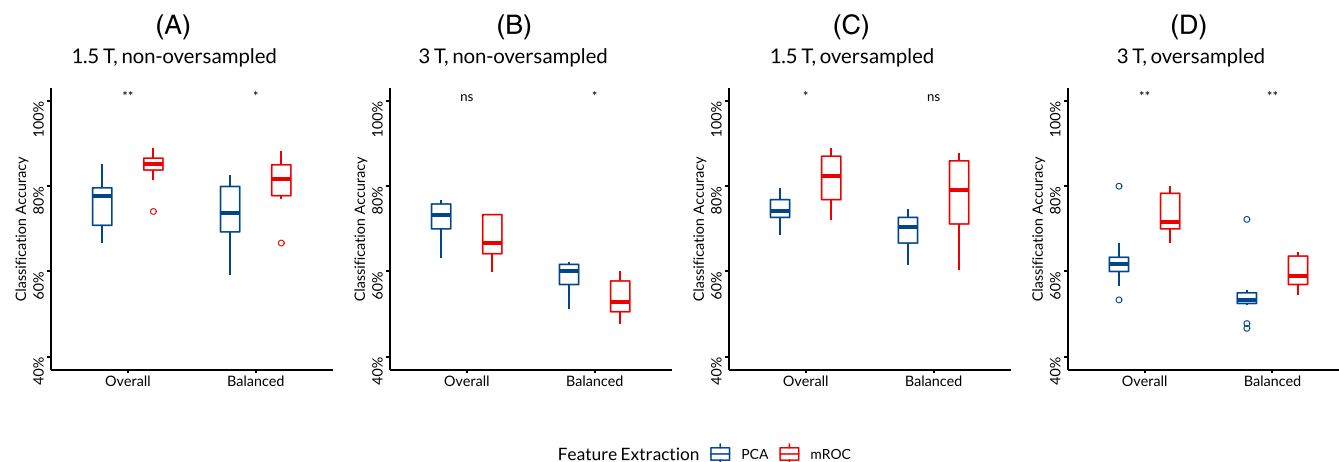 (A)
1.5 T, non-oversampled
Classification Accuracy
100%
80%
60%
40%
**
*
Overall
Balanced
(B)
3 T, non-oversampled
Classification Accuracy
100%
80%
60%
40%
ns
*
Overall
Balanced
(C)
1.5 T, oversampled
Classification Accuracy
100%
80%
60%
40%
*
ns
Overall
Balanced
(D)
3 T, oversampled
Classification Accuracy
100%
80%
60%
40%
**
**
Overall
Balanced
Feature Extraction PCA mROC